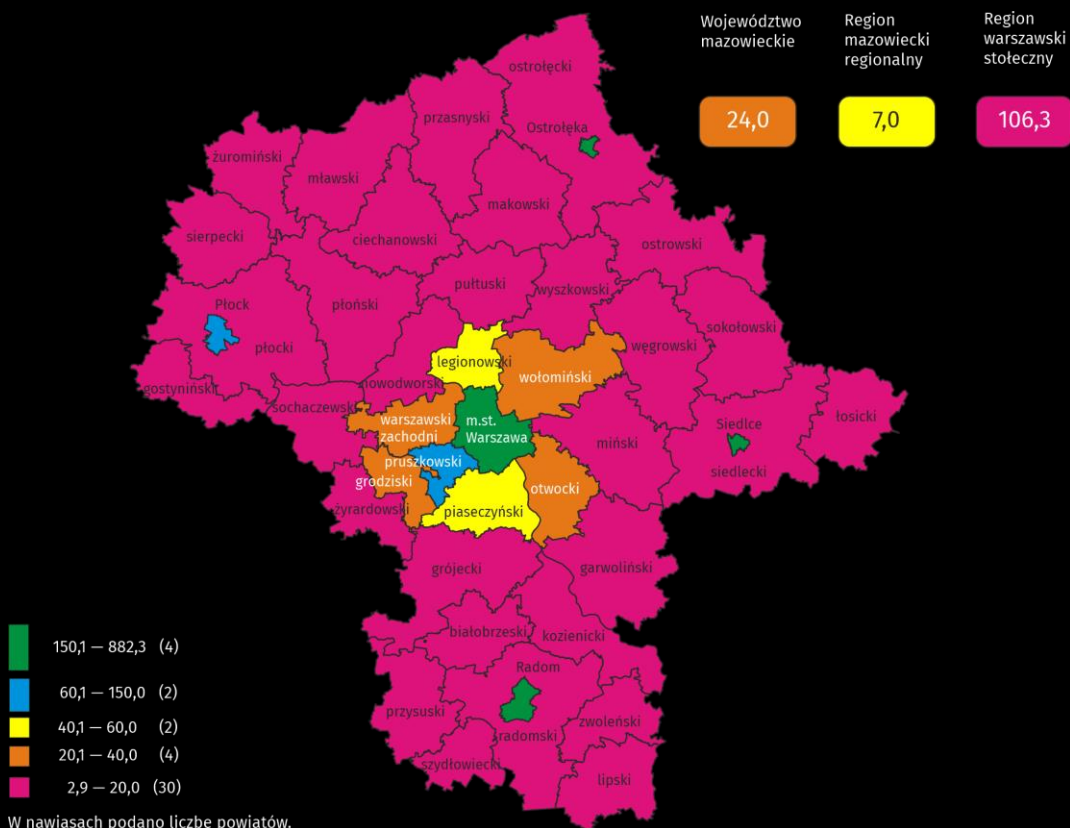 Województwo
mazowieckie
Region
mazowiecki
regionalny
Region
warszawski
stołeczny
24,0
7,0
106,3
ostrołęcki
przasnyski
Ostrołęka
żuromiński
mławski
makowski
sierpecki
ciechanowski
ostrowski
pułtuski
wyszkowski
Płock
płoński
sokołowski
płocki
legionowski
węgrowski
wołomiński
gostyniński
nowodworski
sochaczewski
łosicki
warszawski
zachodni
m.st.
Warszawa
Siedlce
miński
pruszkowski
siedlecki
grodziski
otwocki
żyrardowski
piaseczyński
grójecki
garwoliński
białobrzeski
kozienicki
Radom
przysuski
zwoleński
radomski
szydłowiecki
lipski
150,1 — 882,3 (4)
60,1 — 150,0 (2)
40,1 — 60,0 (2)
20,1 — 40,0 (4)
2,9 — 20,0 (30)
W nawiasach podano liczbę powiatów.